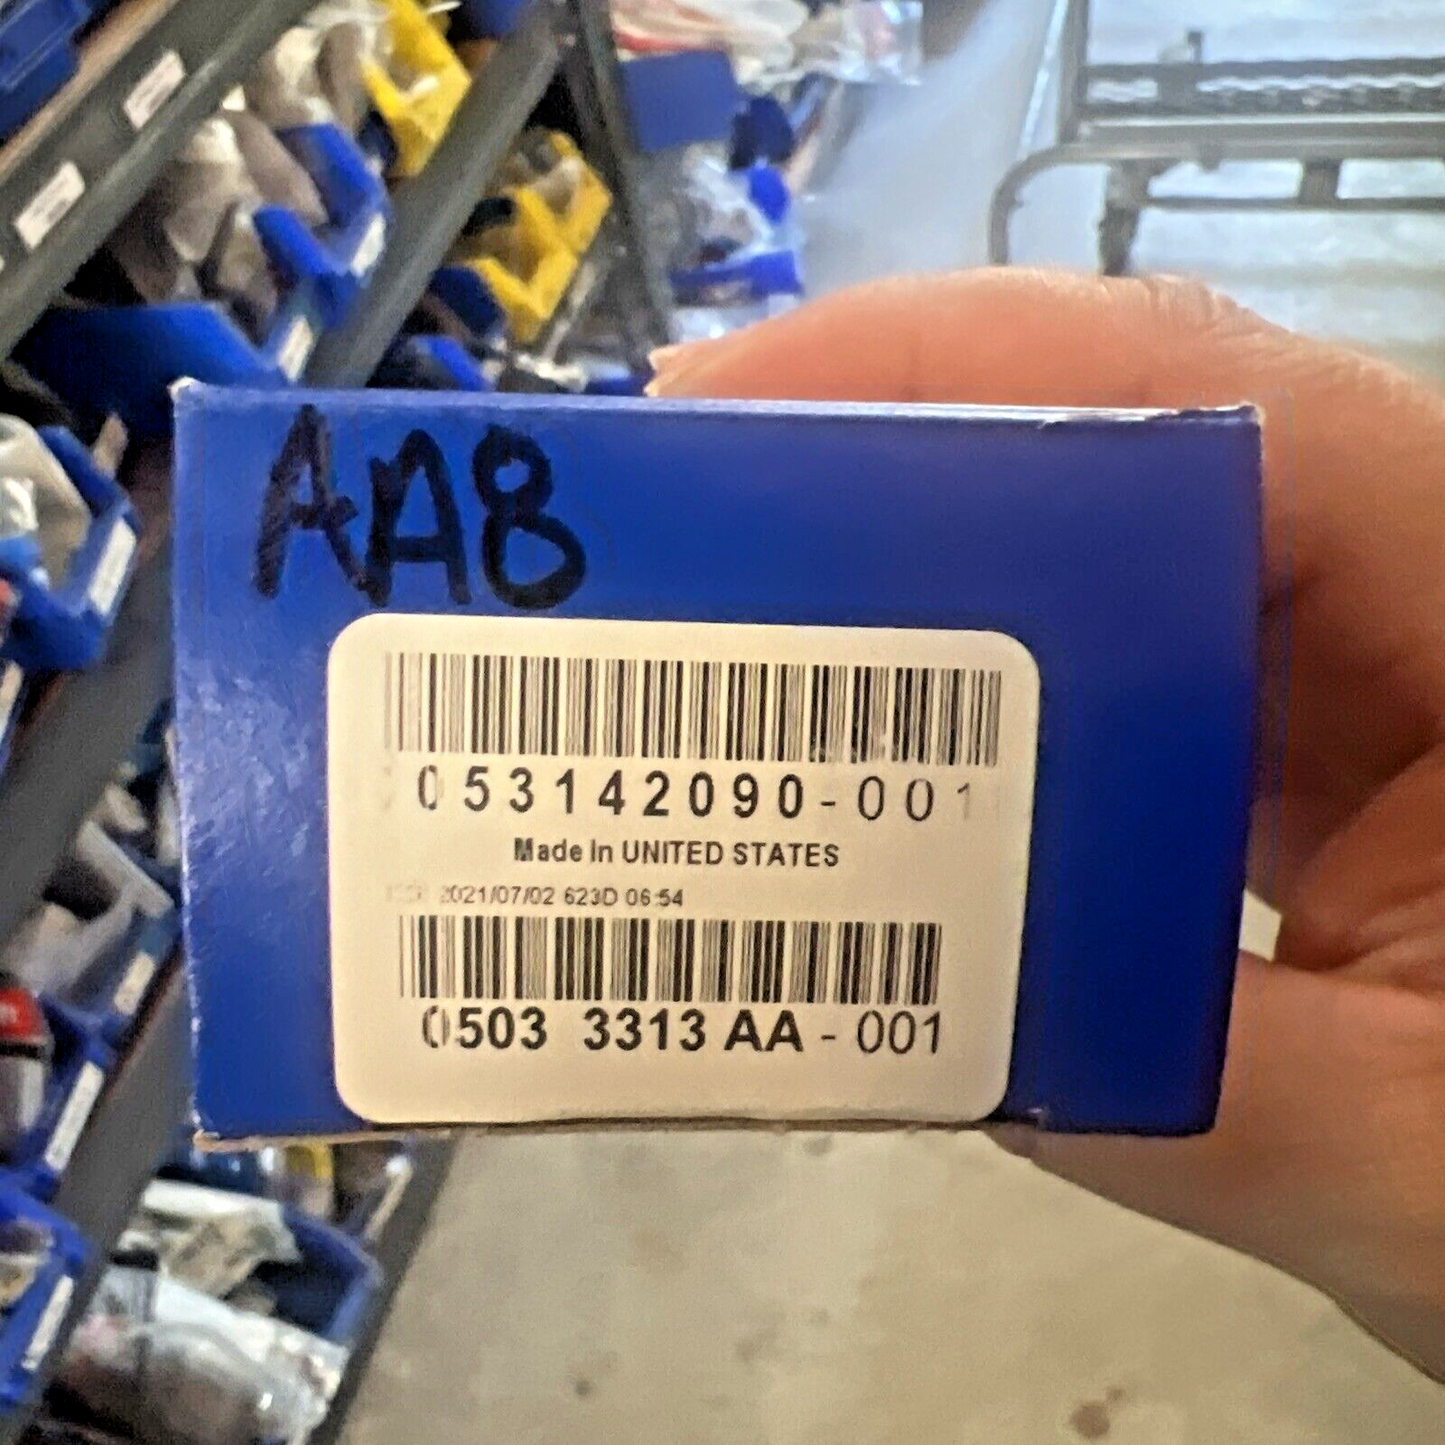 AA8
053142090-001
Made In UNITED STATES
2021/07/02 623D 06:54
0503 3313 AA - 001